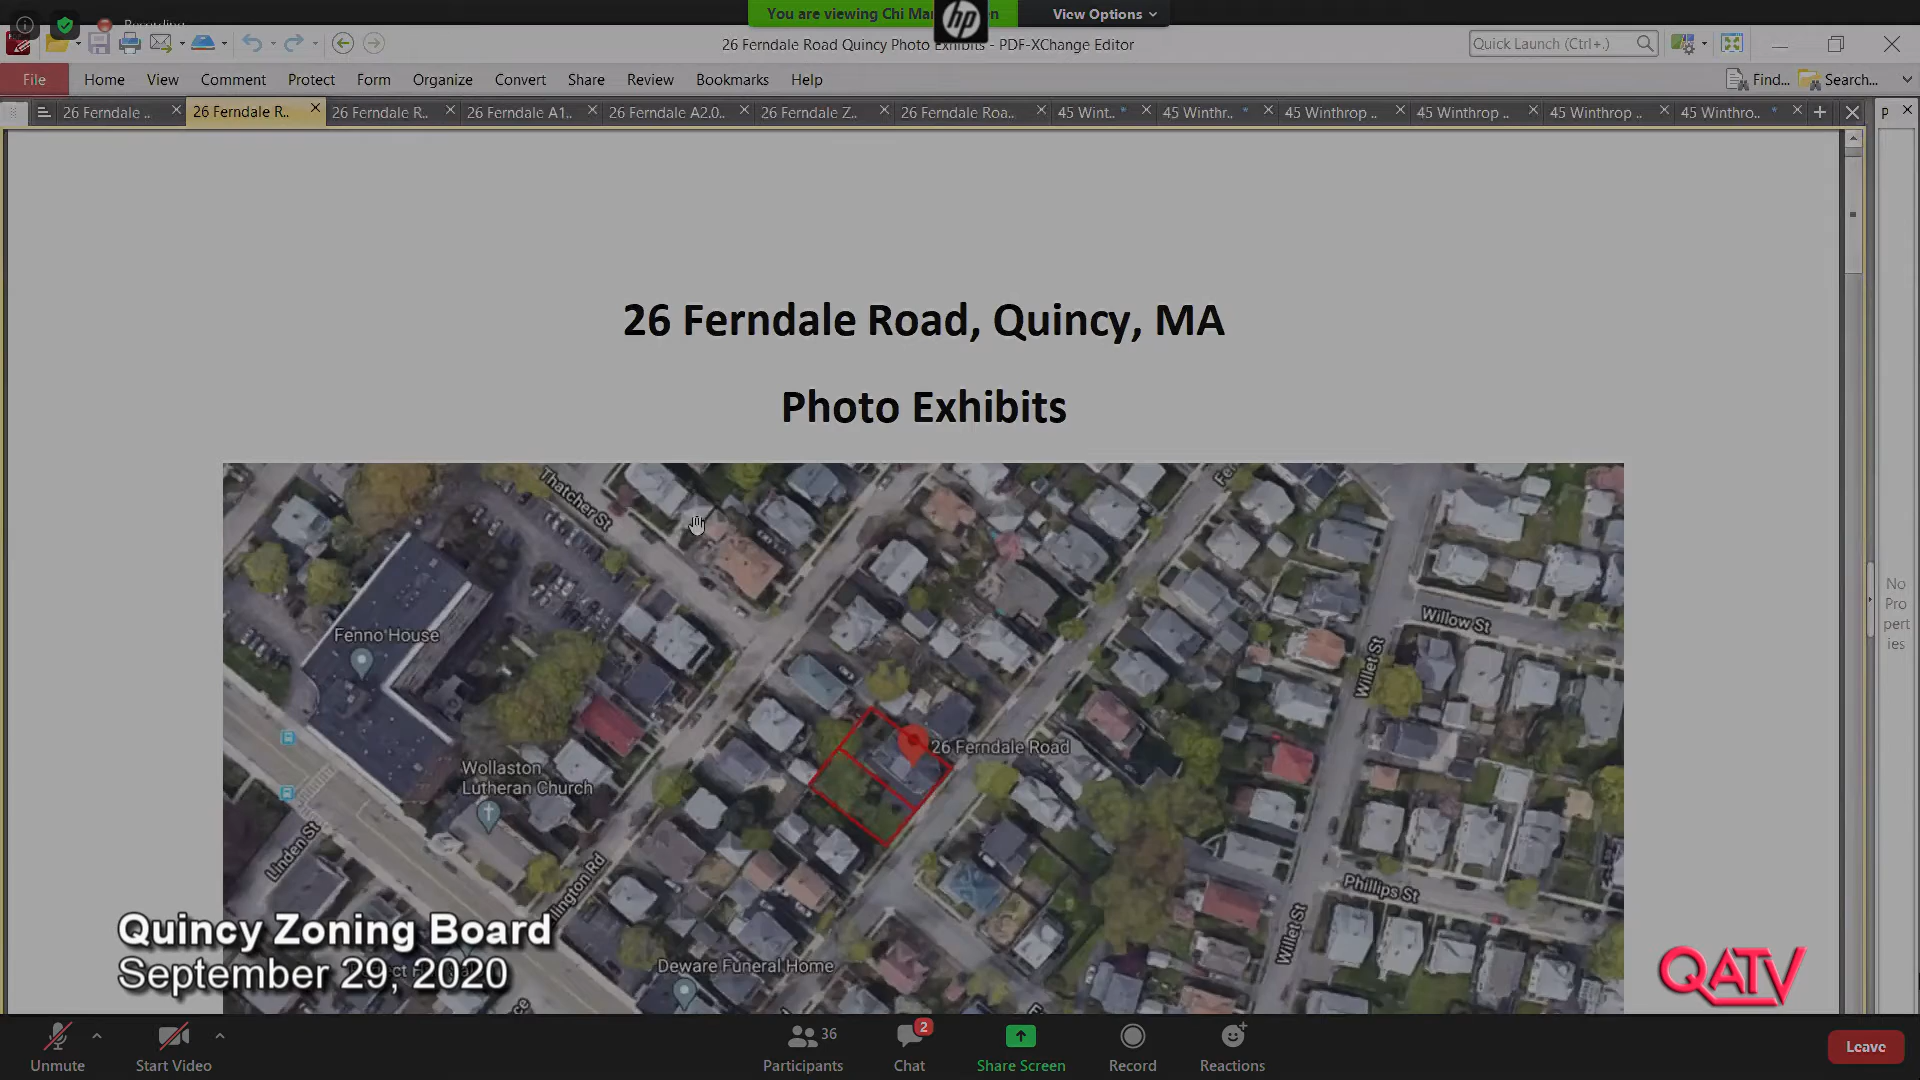 Recording
You are viewing Chi Ma
View Options
26 Ferndale Road Quincy Photo Exhibits - PDF-XChange Editor
Quick Launch (Ctrl+.)
File Home View Comment Protect Form Organize Convert Share Review Bookmarks Help
Find... Search...
26 Ferndale .. 26 Ferndale R.. 26 Ferndale R.. 26 Ferndale A1.. 26 Ferndale A2.0.. 26 Ferndale Z.. 26 Ferndale Roa.. 45 Wint.. * 45 Winthr.. * 45 Winthrop .. 45 Winthrop .. 45 Winthrop .. 45 Winthro.. * P
26 Ferndale Road, Quincy, MA
Photo Exhibits
Thatcher St
Fenno House
Willow St
Willet St
26 Ferndale Road
Wollaston
Lutheran Church
Linden St
llington Rd
Phillips St
Willet St
Deware Funeral Home
No
Pro
pert
ies
Quincy Zoning Board
September 29, 2020
QATV
hp
Unmute
Start Video
36
Participants
2
Chat
Share Screen
Record
Reactions
Leave